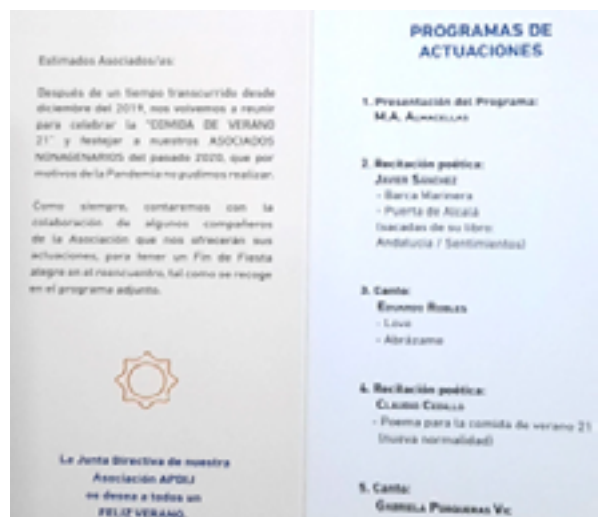 Estimados Asociados/as:
Después de un tiempo transcurrido desde
diciembre del 2019, nos volvemos a reunir
para celebrar la "COMIDA DE VERANO
21" y festejar a nuestros ASOCIADOS
NONAGENARIOS del pasado 2020, que por
motivos de la Pandemia no pudimos realizar.
Como siempre, contaremos con la
colaboración de algunos compañeros
de la Asociación que nos ofrecerán sus
actuaciones, para tener un Fin de Fiesta
alegre en el reencuentro, tal como se recoge
en el programa adjunto.
La Junta Directiva de nuestra
Asociación APDIJ
os desea a todos un
FELIZ VERANO.
PROGRAMAS DE
ACTUACIONES
1. Presentación del Programa:
M.A. Almacellas
2. Recitación poética:
Javier Sánchez
- Barca Marinera
- Puerta de Alcalá
(sacadas de su libro:
Andalucía / Sentimientos)
3. Canto:
Eduardo Robles
- Love
- Abrázame
4. Recitación poética:
Claudio Cedillo
- Poema para la comida de verano 21
(nueva normalidad)
5. Canto:
Gabriela Porqueras Vic